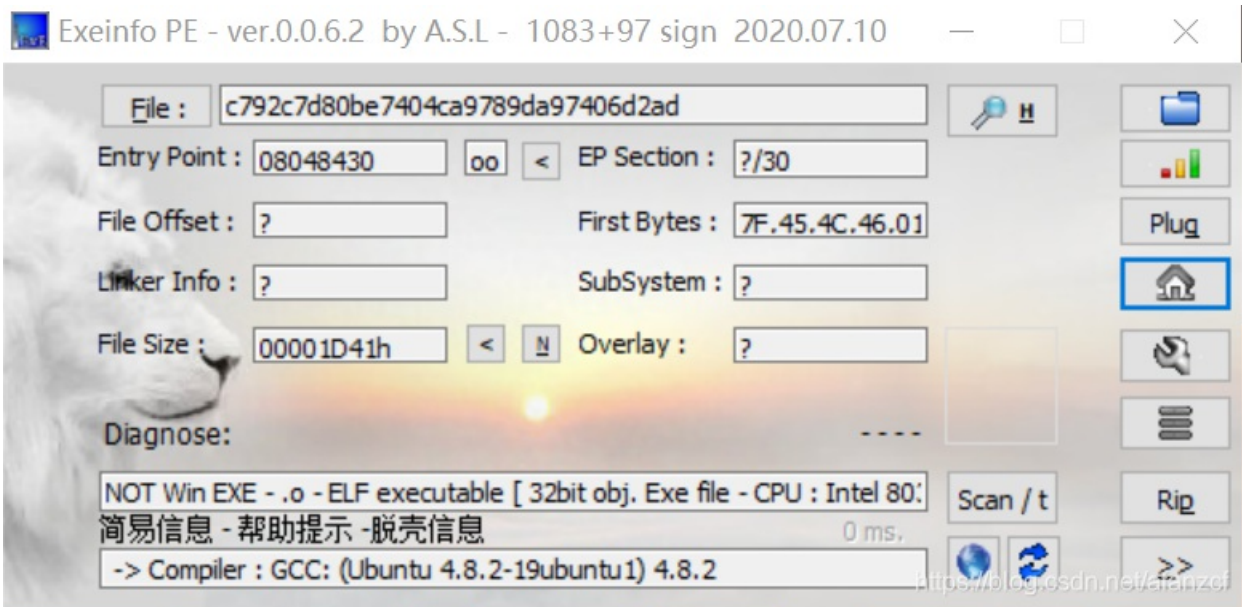 Exeinfo PE - ver.0.0.6.2 by A.S.L - 1083+97 sign 2020.07.10
File : c792c7d80be7404ca9789da97406d2ad H
Entry Point : 08048430 oo < EP Section : ?/30
File Offset : ? First Bytes : 7F.45.4C.46.01 Plug
Linker Info : ? SubSystem : ?
File Size : 00001D41h < N Overlay : ?
Diagnose: - - - -
NOT Win EXE - .o - ELF executable [ 32bit obj. Exe file - CPU : Intel 80 Scan / t Rip
简易信息 - 帮助提示 -脱壳信息 0 ms.
-> Compiler : GCC: (Ubuntu 4.8.2-19ubuntu1) 4.8.2 >>
https://blog.csdn.net/afanzcf